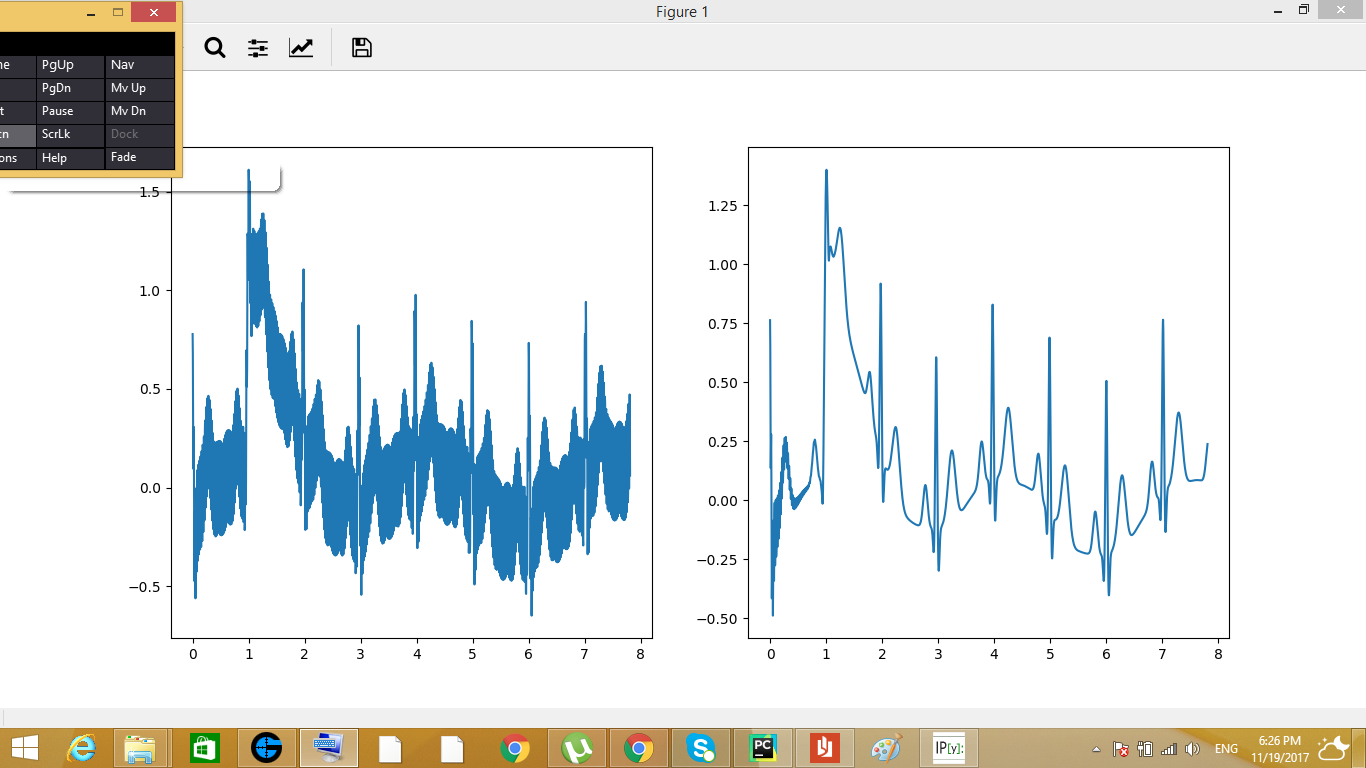 Figure 1
PgUp
Nav
PgDn
Mv Up
Pause
Mv Dn
ScrLk
Dock
Help
Fade
1.5
1.0
0.5
0.0
−0.5
0 1 2 3 4 5 6 7 8
1.25
1.00
0.75
0.50
0.25
0.00
−0.25
−0.50
0 1 2 3 4 5 6 7 8
PC
IP[y]:
ENG
6:26 PM
11/19/2017